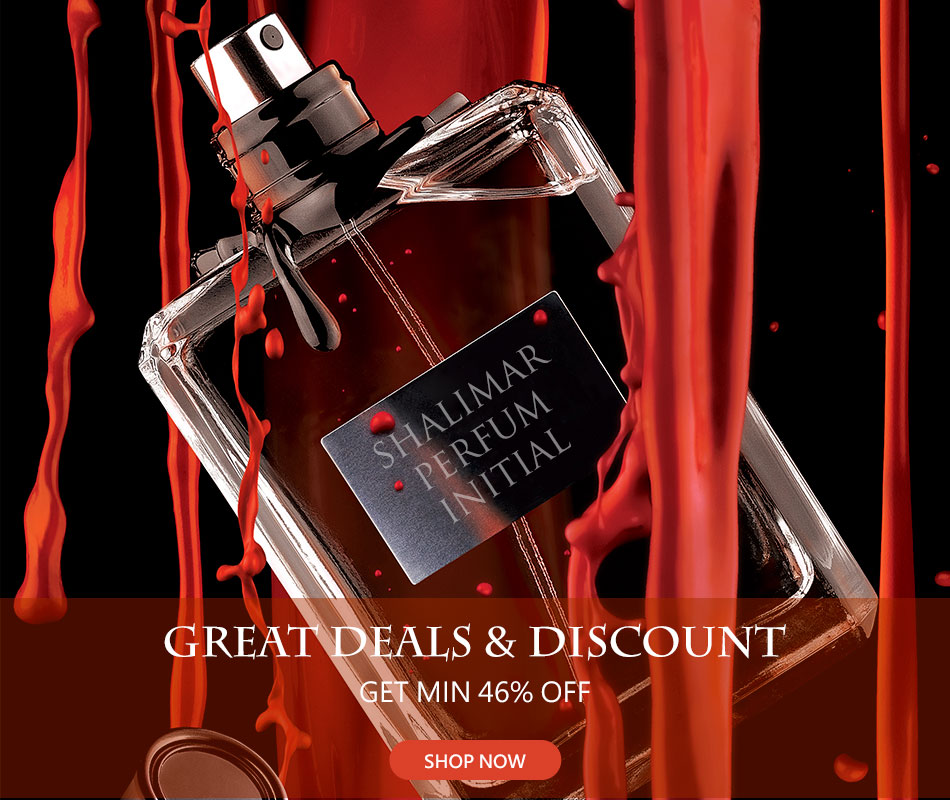 SHALIMAR
PERFUM
INITIAL
GREAT DEALS & DISCOUNT
GET MIN 46% OFF
SHOP NOW